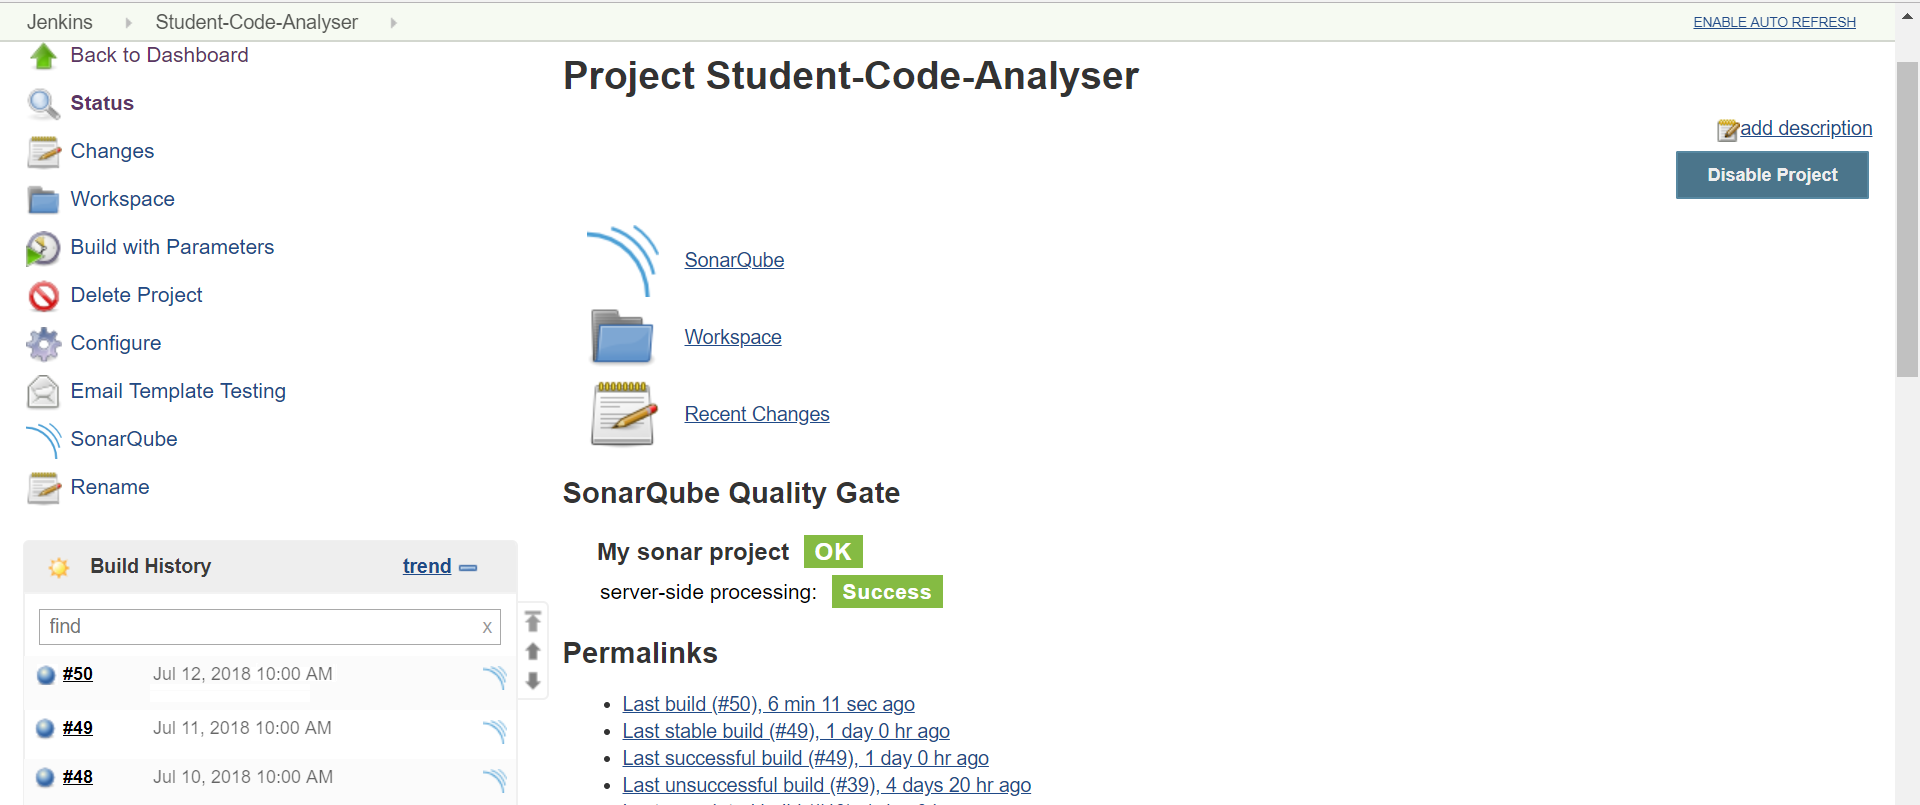 Jenkins Student-Code-Analyser ENABLE AUTO REFRESH
Back to Dashboard
Status
Changes
Workspace
Build with Parameters
Delete Project
Configure
Email Template Testing
SonarQube
Rename
Build History trend
find x
#50 Jul 12, 2018 10:00 AM
#49 Jul 11, 2018 10:00 AM
#48 Jul 10, 2018 10:00 AM
Project Student-Code-Analyser
add description
Disable Project
SonarQube
Workspace
Recent Changes
SonarQube Quality Gate
My sonar project OK
server-side processing: Success
Permalinks
Last build (#50), 6 min 11 sec ago
Last stable build (#49), 1 day 0 hr ago
Last successful build (#49), 1 day 0 hr ago
Last unsuccessful build (#39), 4 days 20 hr ago